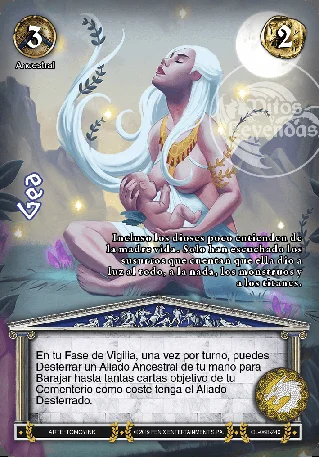 3
2
Ancestral
Mitos
Leyendas
Incluso los dioses poco entienden de
la madre vida. Solo han escuchado los
susurros que cuentan que ella dio a
luz al todo, a la nada, los monstruos y
a los titanes.
En tu Fase de Vigilia, una vez por turno, puedes
Desterrar un Aliado Ancestral de tu mano para
Barajar hasta tantas cartas objetivo de tu
Cementerio como coste tenga el Aliado
Desterrado.